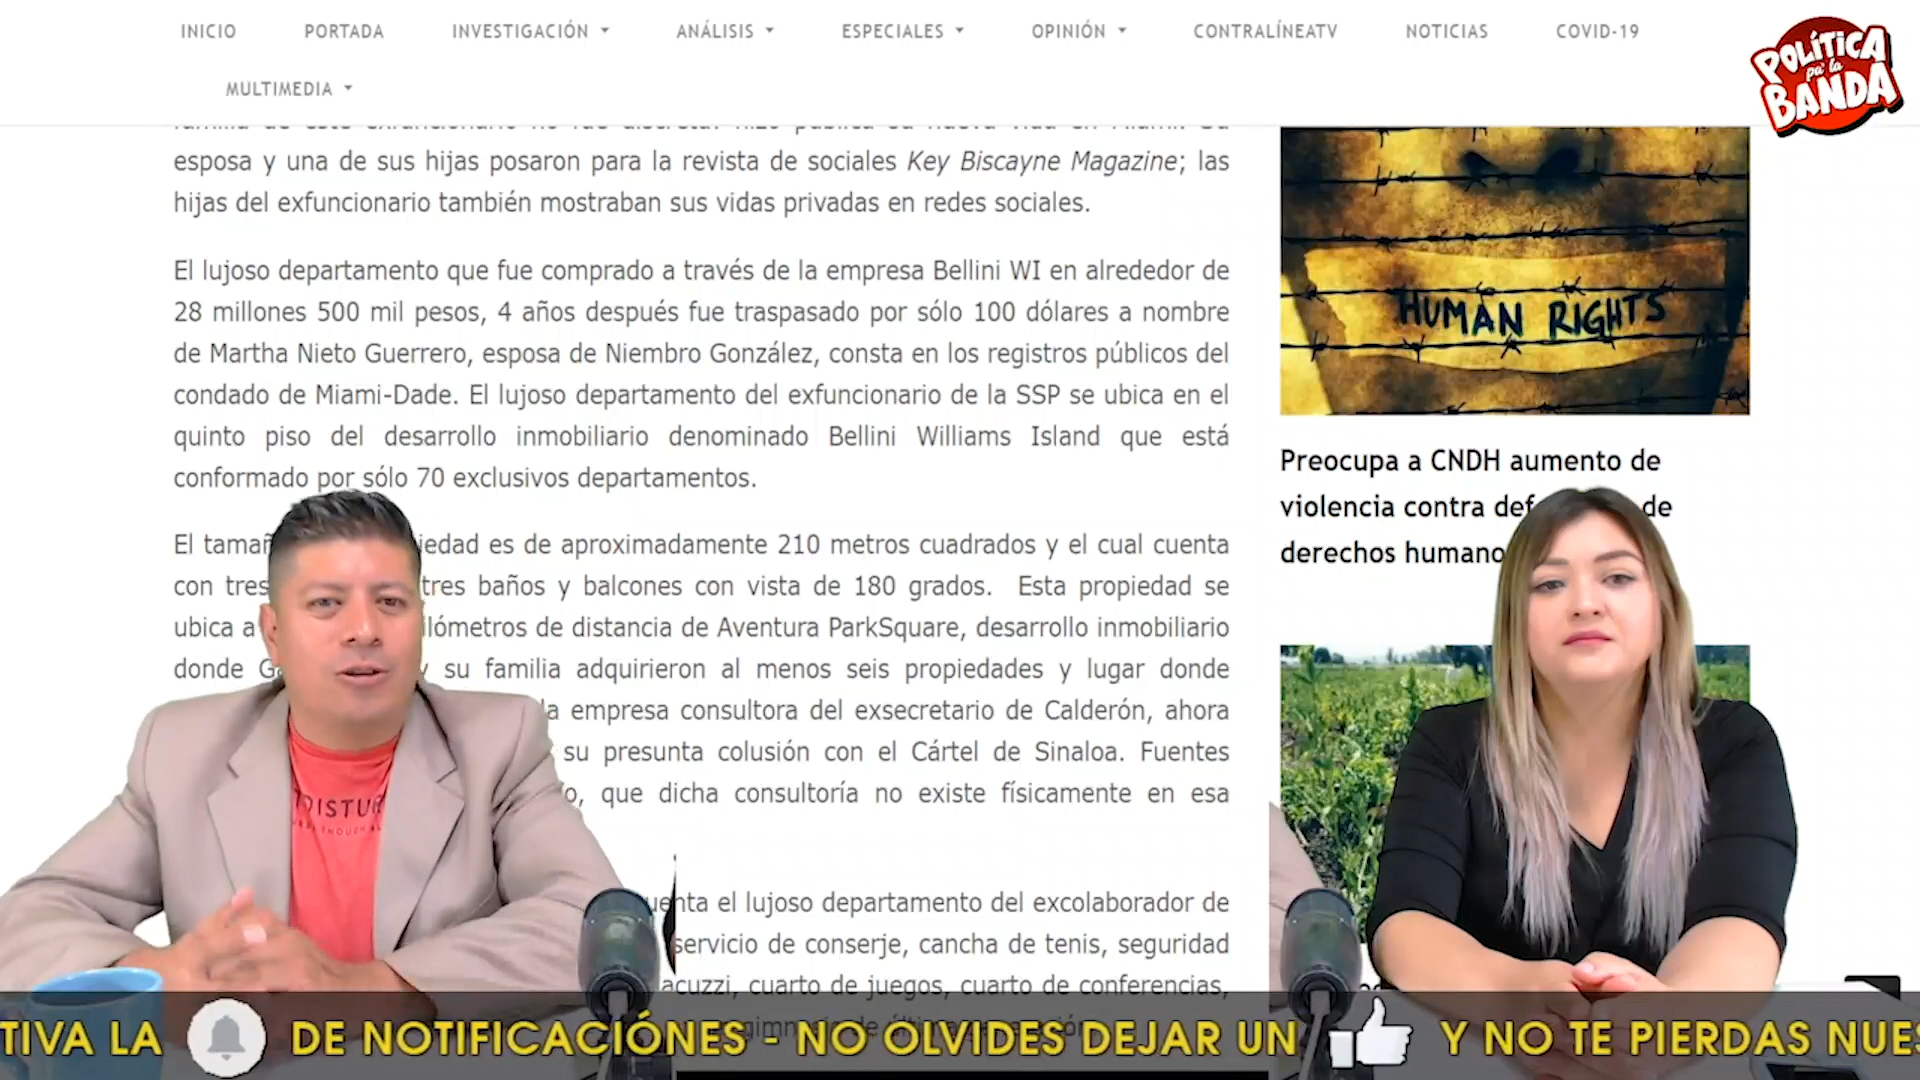 INICIO PORTADA INVESTIGACIÓN ANÁLISIS ESPECIALES OPINIÓN CONTRALÍNEATV NOTICIAS COVID-19
MULTIMEDIA
POLÍTICA
pa' la
BANDA
esposa y una de sus hijas posaron para la revista de sociales Key Biscayne Magazine; las
hijas del exfuncionario también mostraban sus vidas privadas en redes sociales.
El lujoso departamento que fue comprado a través de la empresa Bellini WI en alrededor de
28 millones 500 mil pesos, 4 años después fue traspasado por sólo 100 dólares a nombre
de Martha Nieto Guerrero, esposa de Niembro González, consta en los registros públicos del
condado de Miami-Dade. El lujoso departamento del exfuncionario de la SSP se ubica en el
quinto piso del desarrollo inmobiliario denominado Bellini Williams Island que está
conformado por sólo 70 exclusivos departamentos.
El es de aproximadamente 210 metros cuadrados y el cual cuenta
con tres tres baños y balcones con vista de 180 grados. Esta propiedad se
ubica a de distancia de Aventura ParkSquare, desarrollo inmobiliario
donde y su familia adquirieron al menos seis propiedades y lugar donde
la empresa consultora del exsecretario de Calderón, ahora
su presunta colusión con el Cártel de Sinaloa. Fuentes
que dicha consultoría no existe físicamente en esa
el lujoso departamento del excolaborador de
servicio de conserje, cancha de tenis, seguridad
cuarto de juegos, cuarto de conferencias,
HUMAN RIGHTS
Preocupa a CNDH aumento de
violencia contra de
derechos
TIVA LA DE NOTIFICACIÓNES - NO OLVIDES DEJAR UN Y NO TE PIERDAS NUES